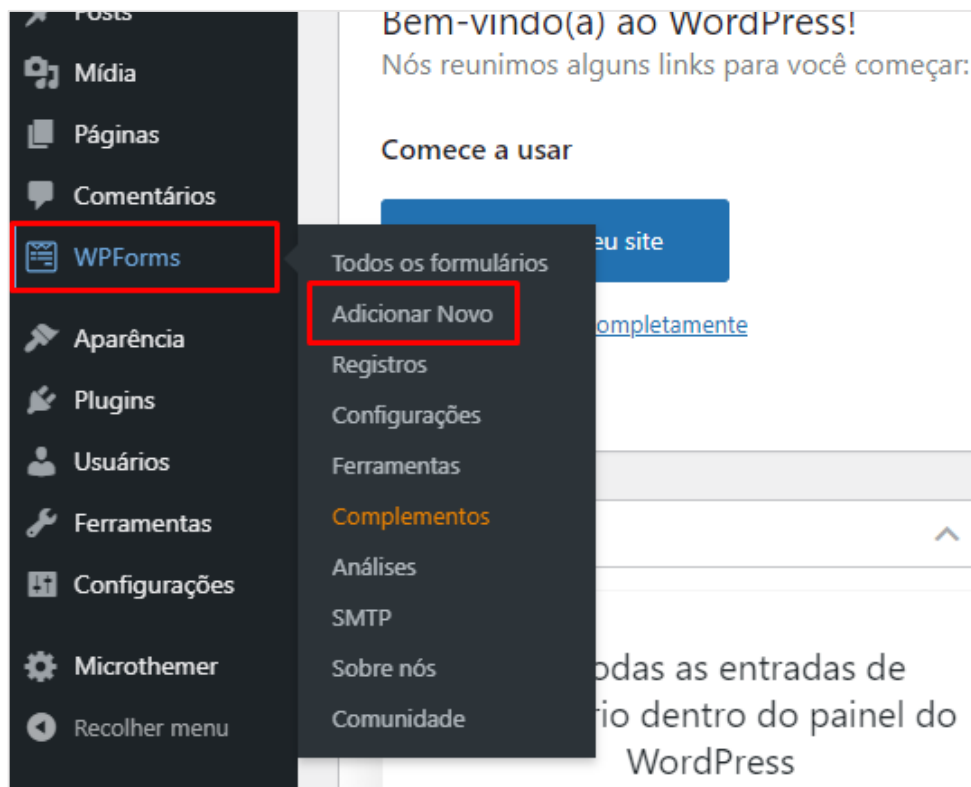 Posts
Mídia
Páginas
Comentários
WPForms
Aparência
Plugins
Usuários
Ferramentas
Configurações
Microthemer
Recolher menu
Todos os formulários
Adicionar Novo
Registros
Configurações
Ferramentas
Complementos
Análises
SMTP
Sobre nós
Comunidade
Bem-vindo(a) ao WordPress!
Nós reunimos alguns links para você começar:
Comece a usar
eu site
ompletamente
odas as entradas de
rio dentro do painel do
WordPress